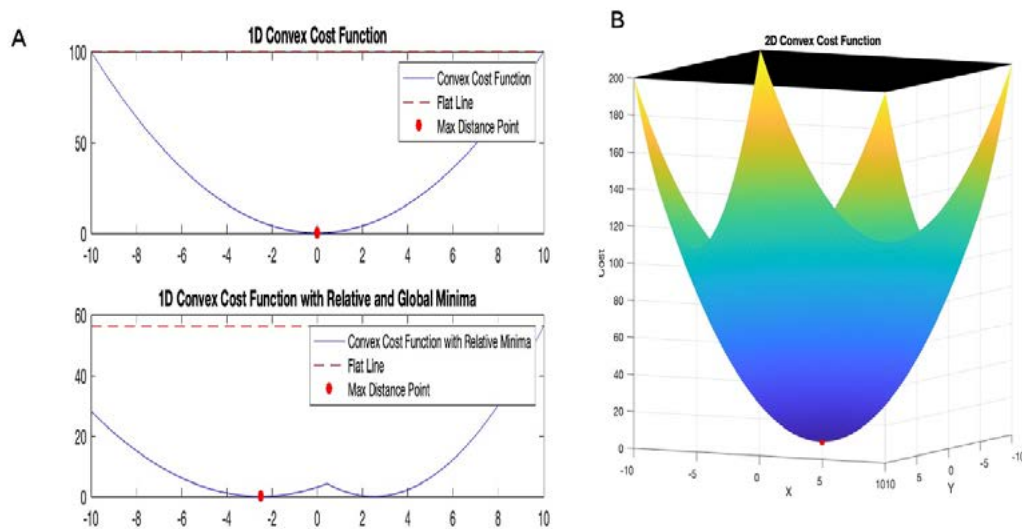 A
1D Convex Cost Function
100
50
0
Convex Cost Function
Flat Line
Max Distance Point
-10 -8 -6 -4 -2 0 2 4 6 8 10
1D Convex Cost Function with Relative and Global Minima
60
40
20
0
Convex Cost Function with Relative Minima
Flat Line
Max Distance Point
-10 -8 -6 -4 -2 0 2 4 6 8 10
B
2D Convex Cost Function
200
180
160
140
120
100
80
60
40
20
0
Cost
-10 -5 0 5 1010 5 0 -5 -10
X
Y